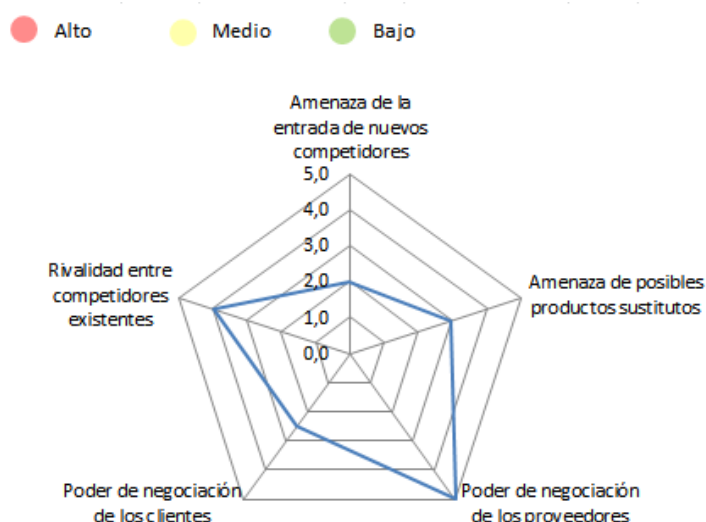 Alto Medio Bajo
Amenaza de la
entrada de nuevos
competidores
5,0
4,0
3,0
2,0
1,0
0,0
Rivalidad entre
competidores
existentes
Amenaza de posibles
productos sustitutos
Poder de negociación
de los clientes
Poder de negociación
de los proveedores